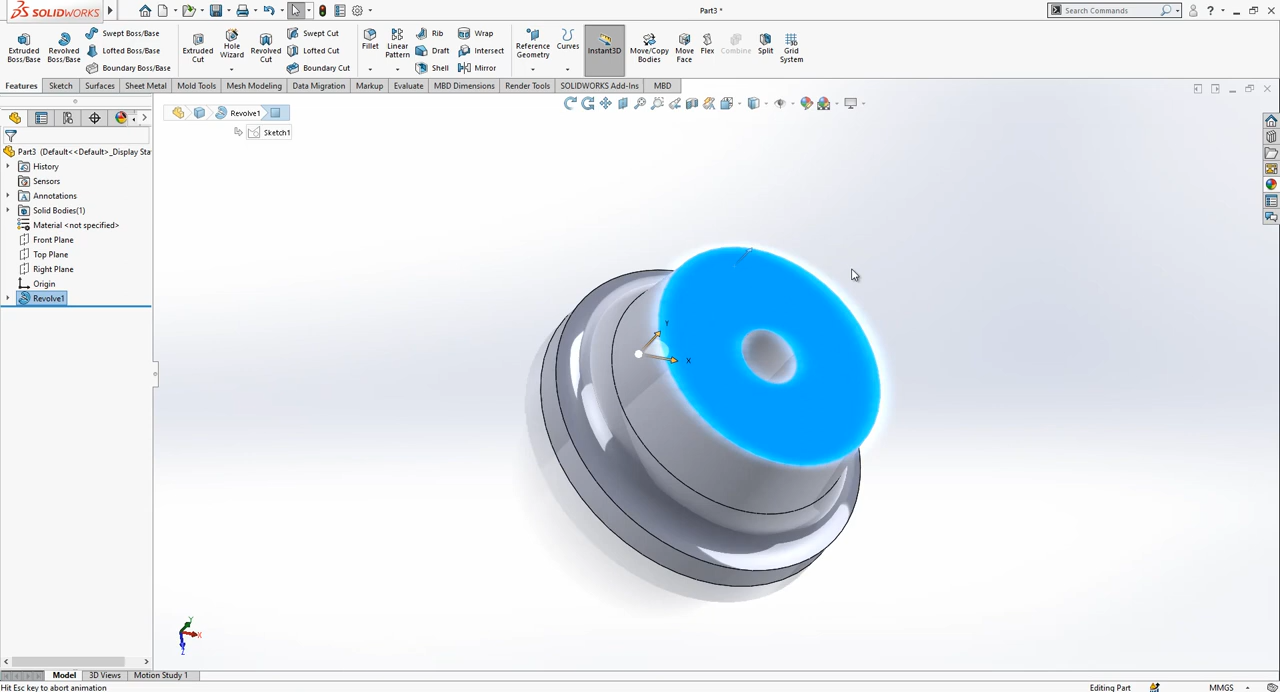 SOLIDWORKS
Part3 *
Search Commands
Extruded Boss/Base
Revolved Boss/Base
Swept Boss/Base
Lofted Boss/Base
Boundary Boss/Base
Extruded Cut
Hole Wizard
Revolved Cut
Swept Cut
Lofted Cut
Boundary Cut
Fillet
Linear Pattern
Rib
Draft
Shell
Wrap
Intersect
Mirror
Reference Geometry
Curves
Instant3D
Move/Copy Bodies
Move Face
Flex
Combine
Split
Grid System
Features
Sketch
Surfaces
Sheet Metal
Mold Tools
Mesh Modeling
Data Migration
Markup
Evaluate
MBD Dimensions
Render Tools
SOLIDWORKS Add-Ins
MBD
Revolve1
Sketch1
Part3 (Default<<Default>_Display Sta
History
Sensors
Annotations
Solid Bodies(1)
Material <not specified>
Front Plane
Top Plane
Right Plane
Origin
Revolve1
Y
X
Y
X
Z
Model
3D Views
Motion Study 1
Hit Esc key to abort animation
Editing Part
MMGS